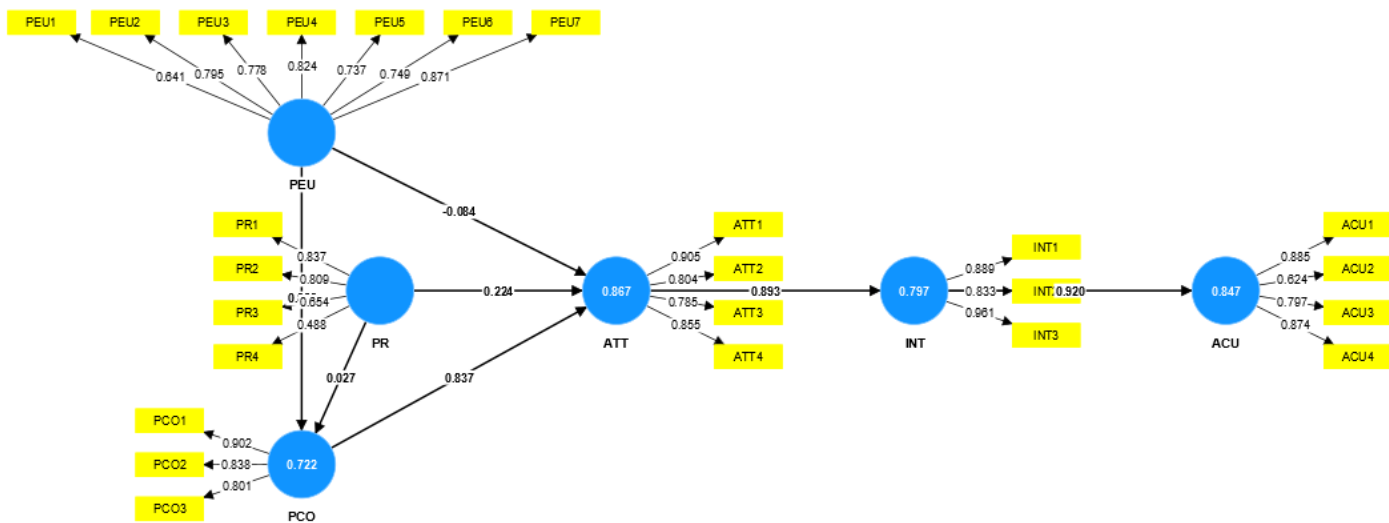 PEU1 PEU2 PEU3 PEU4 PEU5 PEU6 PEU7
0.641 0.795 0.778 0.824 0.737 0.749 0.871
PEU
-0.084
PR1
PR2
PR3
PR4
0.837
0.809
0.654
0.488
PR
0.224
0.027
PCO1
PCO2
PCO3
0.902
0.838
0.801
0.722
PCO
0.837
0.867
ATT
0.905
0.804
0.785
0.855
ATT1
ATT2
ATT3
ATT4
0.893
0.797
INT
0.889
0.833
0.961
INT1
INT3
0.920
0.847
ACU
0.885
0.624
0.797
0.874
ACU1
ACU2
ACU3
ACU4